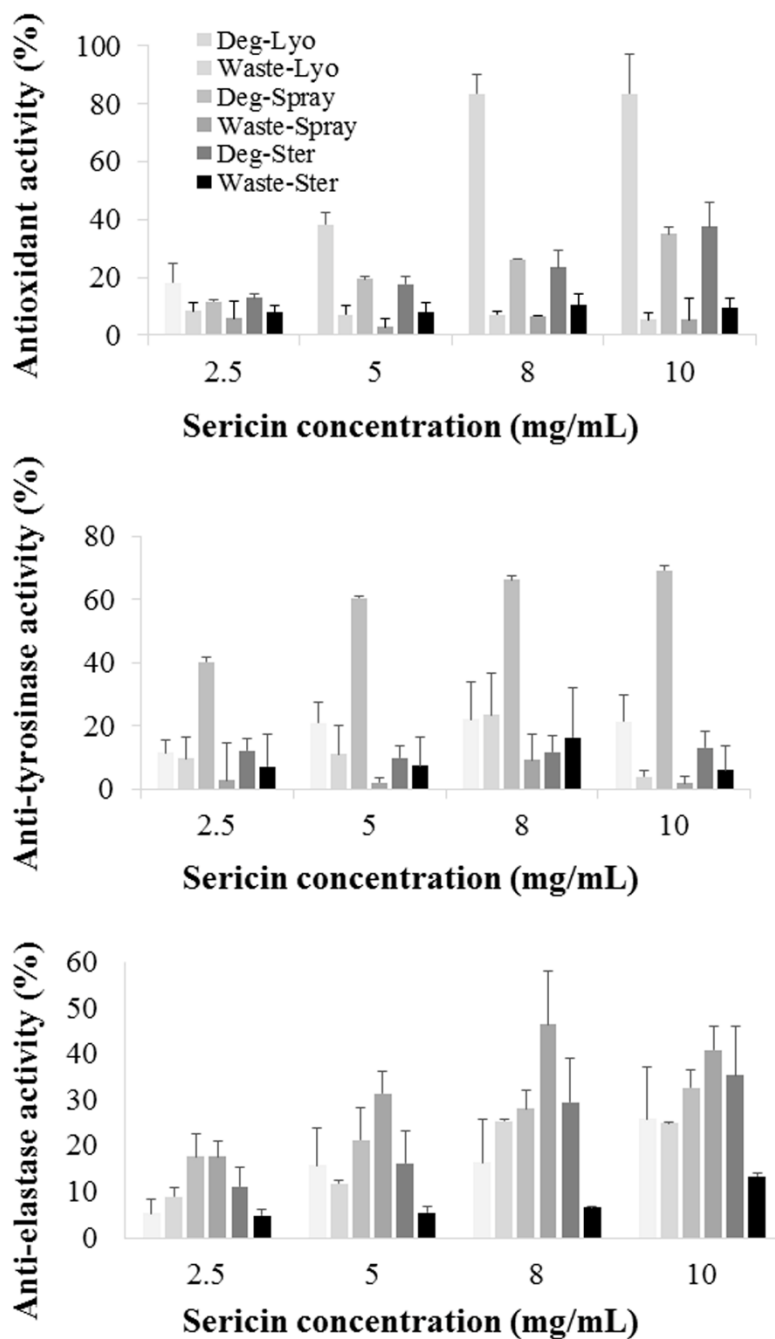 Antioxidant activity (%)
100
80
60
40
20
0
Deg-Lyo
Waste-Lyo
Deg-Spray
Waste-Spray
Deg-Ster
Waste-Ster
2.5 5 8 10
Sericin concentration (mg/mL)
Anti-tyrosinase activity (%)
80
60
40
20
0
2.5 5 8 10
Sericin concentration (mg/mL)
Anti-elastase activity (%)
60
50
40
30
20
10
0
2.5 5 8 10
Sericin concentration (mg/mL)